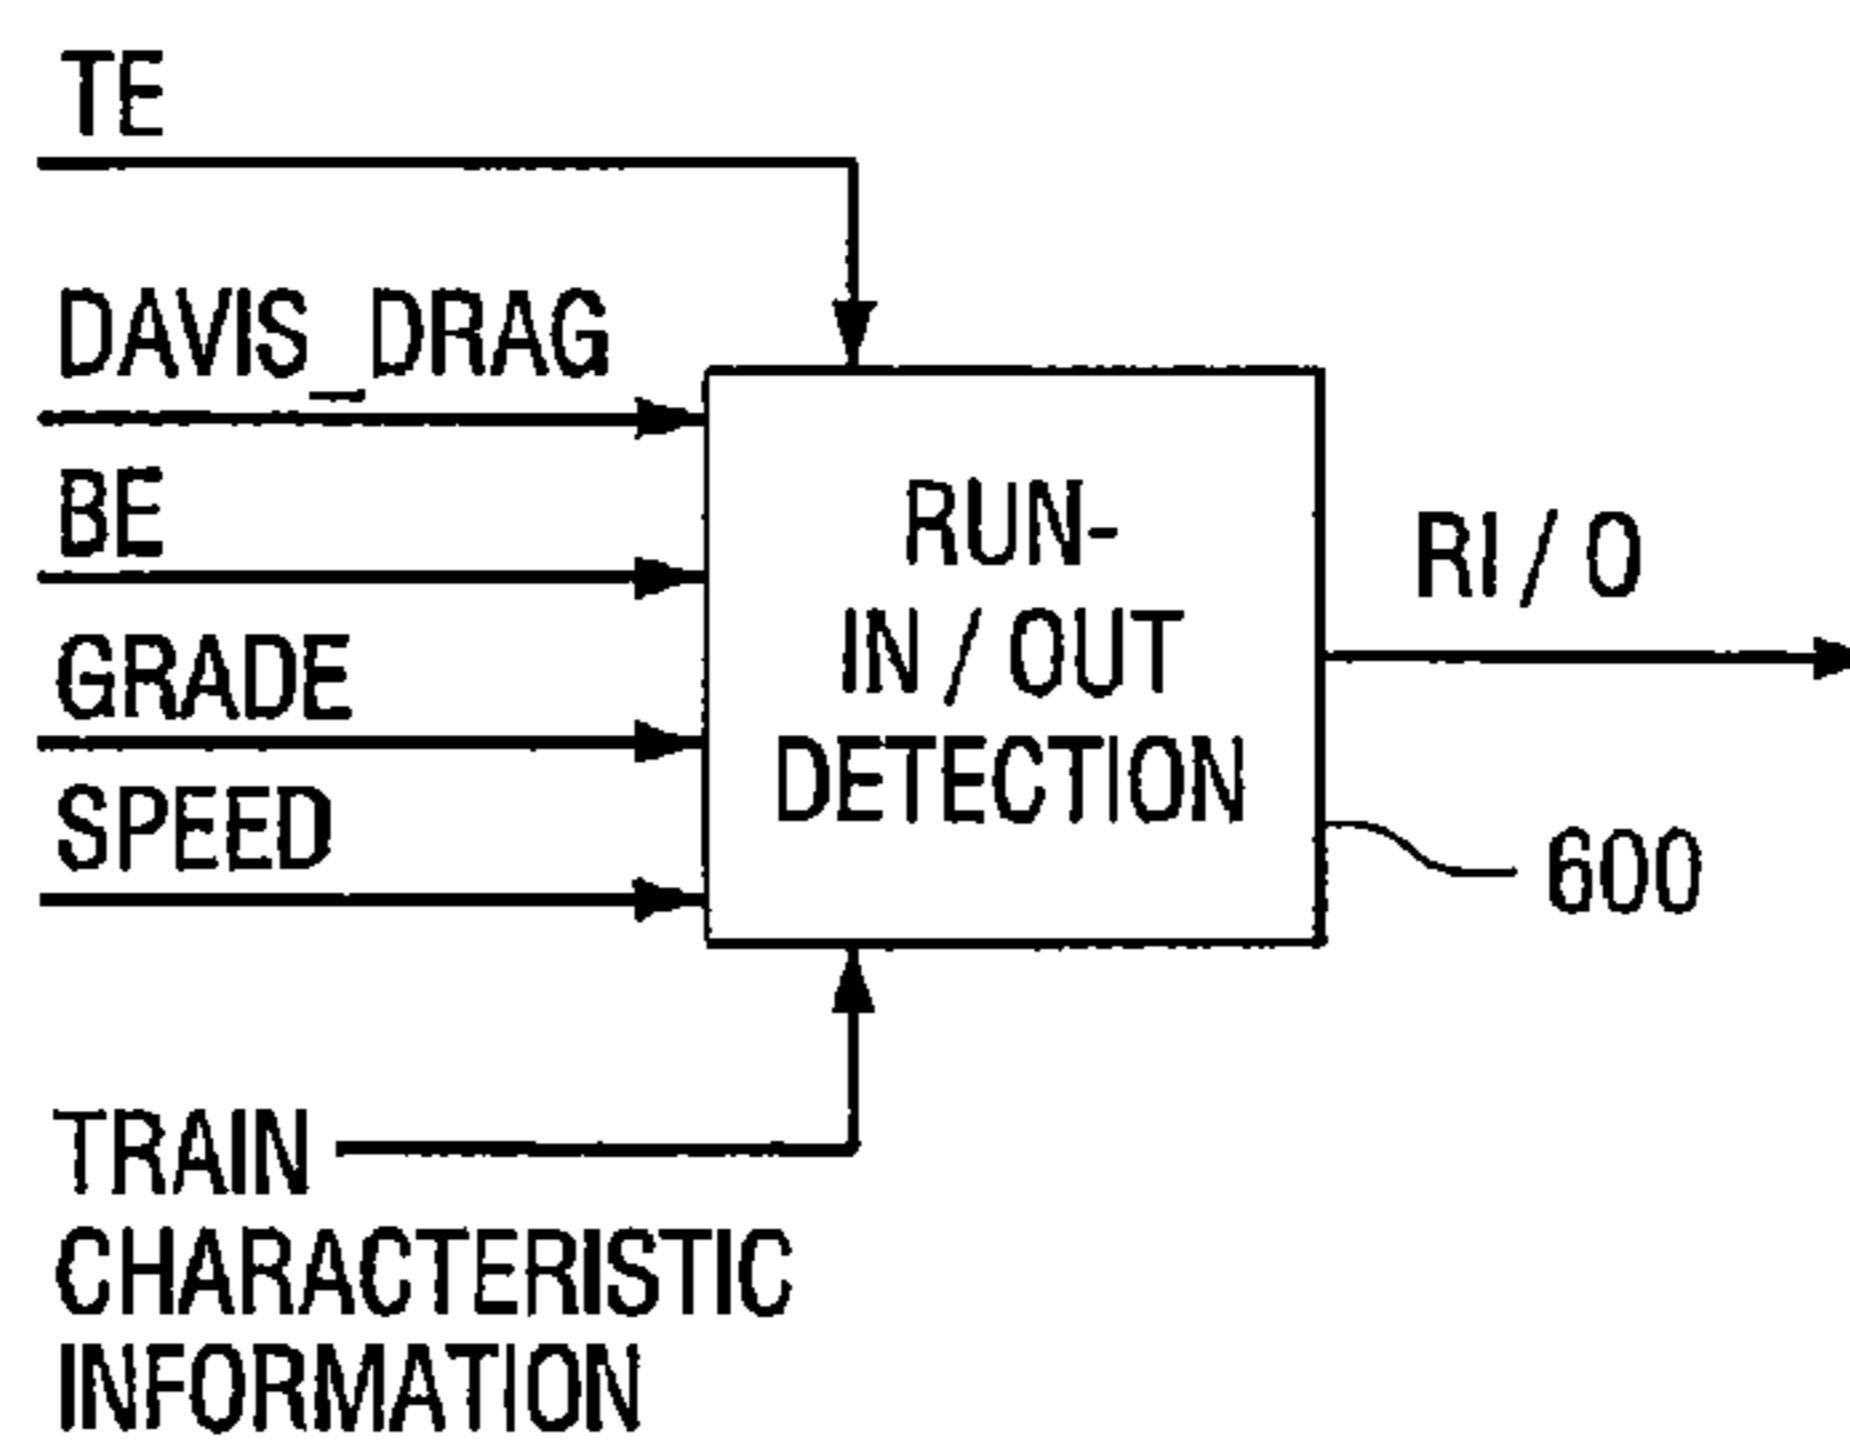 TE
DAVIS_DRAG
BE
GRADE
SPEED
RUN-
IN / OUT
DETECTION
RI / O
600
TRAIN
CHARACTERISTIC
INFORMATION